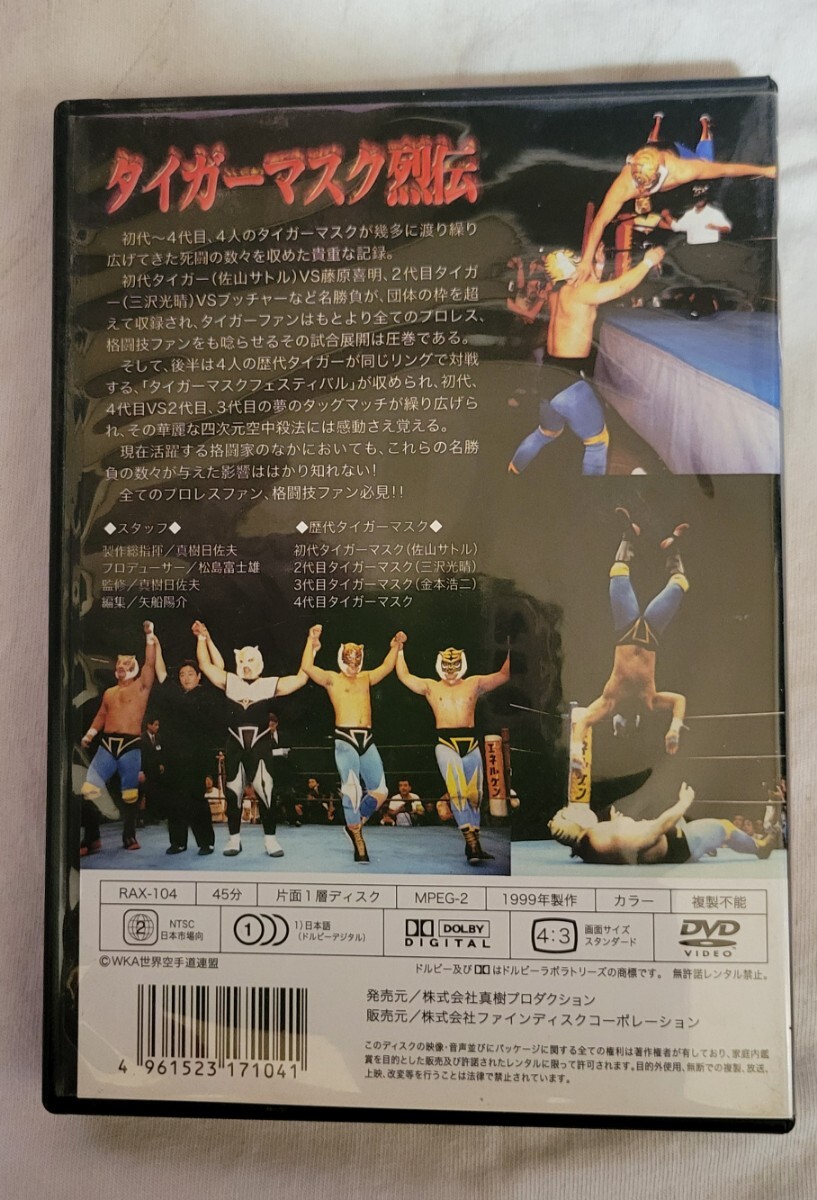 タイガーマスク烈伝
初代～4代目、4人のタイガーマスクが幾多に渡り繰り
広げてきた死闘の数々を収めた貴重な記録。
初代タイガー(佐山サトル)VS藤原喜明、2代目タイガ
ー(三沢光晴)VSブッチャーなど名勝負が、団体の枠を超
えて収録され、タイガーファンはもとより全てのプロレス、
格闘技ファンをも唸らせるその試合展開は圧巻である。
そして、後半は4人の歴代タイガーが同じリングで対戦
する、「タイガーマスクフェスティバル」が収められ、初代、
4代目VS2代目、3代目の夢のタッグマッチが繰り広げら
れ、その華麗な四次元空中殺法には感動さえ覚える。
現在活躍する格闘家のなかにおいても、これらの名勝
負の数々が与えた影響ははかり知れない!
全てのプロレスファン、格闘技ファン必見!!
◆スタッフ◆
製作総指揮／真樹日佐夫
プロデューサー／松島富士雄
監修／真樹日佐夫
編集／矢船陽介
◆歴代タイガーマスク◆
初代タイガーマスク(佐山サトル)
2代目タイガーマスク(三沢光晴)
3代目タイガーマスク(金本浩二)
4代目タイガーマスク
エネルゲン
RAX-104 45分 片面1層ディスク MPEG-2 1999年製作 カラー 複製不能
2 NTSC
日本市場向
1 1)日本語
(ドルビーデジタル)
DOLBY
DIGITAL
4:3 画面サイズ
スタンダード
DVD
VIDEO
©WKA世界空手道連盟
ドルビー及びDDはドルビーラボラトリーズの商標です。 無許諾レンタル禁止。
発売元／株式会社真樹プロダクション
販売元／株式会社ファインディスクコーポレーション
このディスクの映像・音声並びにパッケージに関する全ての権利は著作権者が有しており、家庭内鑑
賞を目的とした販売及び許諾されたレンタルに限って許可されます。目的外使用、無断での複製、放送、
上映、改変等を行うことは法律で禁止されています。
4 961523 171041